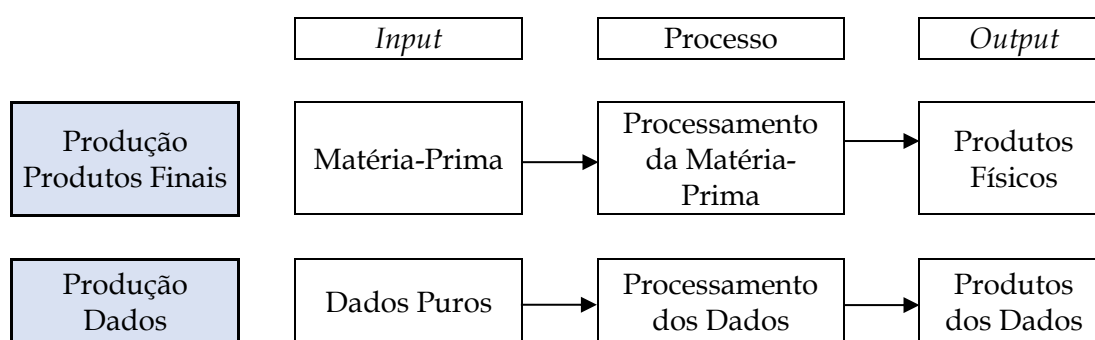 Input
Processo
Output
Produção
Produtos Finais
Matéria-Prima
Processamento
da Matéria-
Prima
Produtos
Físicos
Produção
Dados
Dados Puros
Processamento
dos Dados
Produtos
dos Dados